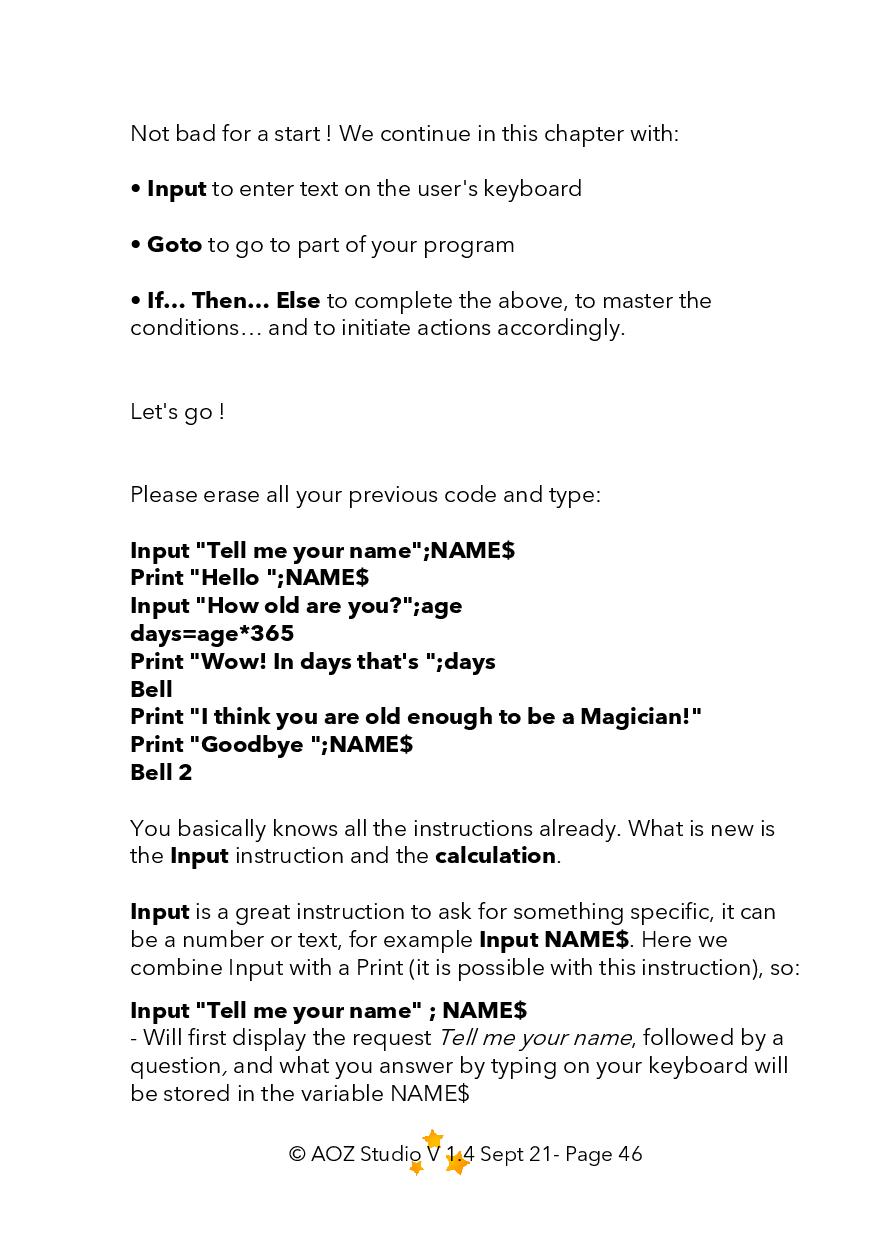 Not bad for a start ! We continue in this chapter with:
• Input to enter text on the user's keyboard
• Goto to go to part of your program
• If… Then… Else to complete the above, to master the
conditions… and to initiate actions accordingly.
Let's go !
Please erase all your previous code and type:
Input "Tell me your name";NAME$
Print "Hello ";NAME$
Input "How old are you?";age
days=age*365
Print "Wow! In days that's ";days
Bell
Print "I think you are old enough to be a Magician!"
Print "Goodbye ";NAME$
Bell 2
You basically knows all the instructions already. What is new is
the Input instruction and the calculation.
Input is a great instruction to ask for something specific, it can
be a number or text, for example Input NAME$. Here we
combine Input with a Print (it is possible with this instruction), so:
Input "Tell me your name" ; NAME$
- Will first display the request Tell me your name, followed by a
question, and what you answer by typing on your keyboard will
be stored in the variable NAME$
© AOZ Studio V 1.4 Sept 21- Page 46